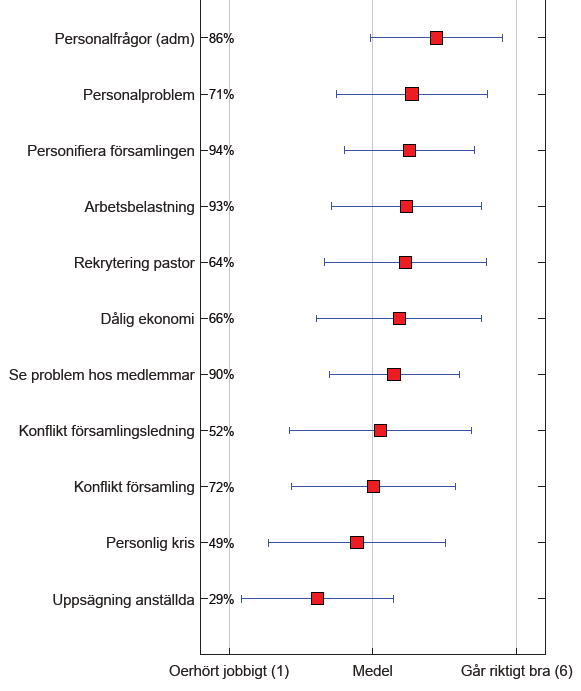 Personalfrågor (adm) 86%
Personalproblem 71%
Personifiera församlingen 94%
Arbetsbelastning 93%
Rekrytering pastor 64%
Dålig ekonomi 66%
Se problem hos medlemmar 90%
Konflikt församlingsledning 52%
Konflikt församling 72%
Personlig kris 49%
Uppsägning anställda 29%
Oerhört jobbigt (1) Medel Går riktigt bra (6)